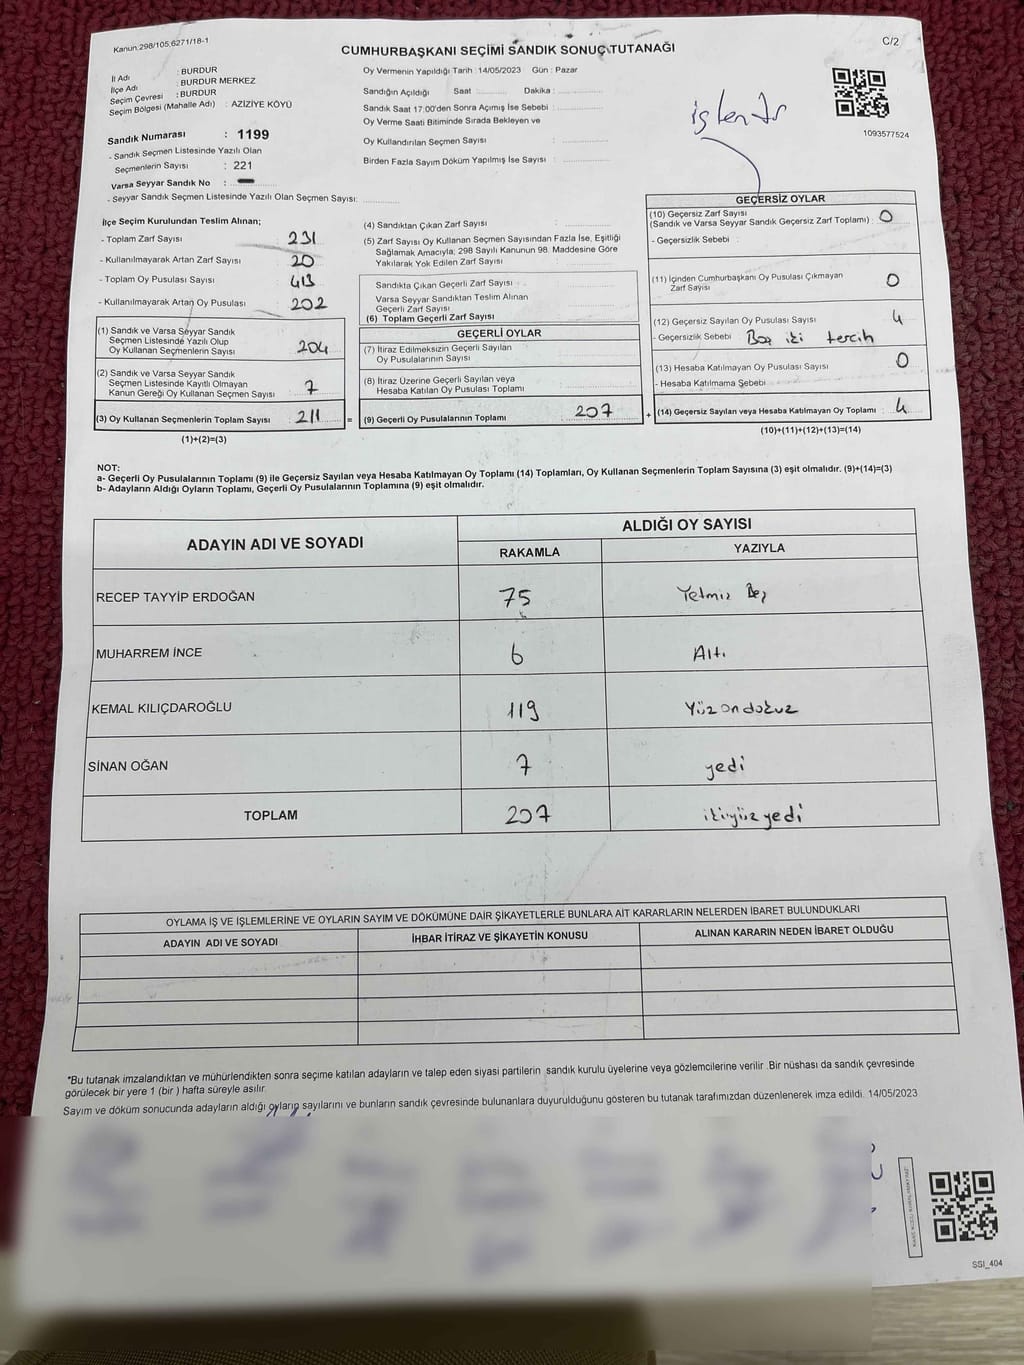 Kanun:298/105,6271/18-1
CUMHURBAŞKANI SEÇİMİ SANDIK SONUÇ TUTANAĞI
C/2
İl Adı : BURDUR
İlçe Adı : BURDUR MERKEZ
Seçim Çevresi : BURDUR
Seçim Bölgesi (Mahalle Adı) : AZIZIYE KÖYÜ
Sandık Numarası : 1199
- Sandık Seçmen Listesinde Yazılı Olan
Seçmenlerin Sayısı : 221
Varsa Seyyar Sandık No :
- Seyyar Sandık Seçmen Listesinde Yazılı Olan Seçmen Sayısı:
Oy Vermenin Yapıldığı Tarih : 14/05/2023 Gün : Pazar
Sandığın Açıldığı Saat Dakika :
Sandık Saat 17:00'den Sonra Açımış İse Sebebi :
Oy Verme Saati Bitiminde Sırada Bekleyen ve
Oy Kullandırılan Seçmen Sayısı :
Birden Fazla Sayım Döküm Yapılmış İse Sayısı :
işlendi
1093577524
İlçe Seçim Kurulundan Teslim Alınan;
- Toplam Zarf Sayısı : 231
- Kullanılmayarak Artan Zarf Sayısı : 20
- Toplam Oy Pusulası Sayısı : 413
- Kullanılmayarak Artan Oy Pusulası : 202
(1) Sandık ve Varsa Seyyar Sandık
Seçmen Listesinde Yazılı Olup
Oy Kullanan Seçmenlerin Sayısı : 204
(2) Sandık ve Varsa Seyyar Sandık
Seçmen Listesinde Kayıtlı Olmayan
Kanun Gereği Oy Kullanan Seçmen Sayısı : 7
(3) Oy Kullanan Seçmenlerin Toplam Sayısı : 211
(1)+(2)=(3)
(4) Sandıktan Çıkan Zarf Sayısı :
(5) Zarf Sayısı Oy Kullanan Seçmen Sayısından Fazla İse, Eşitliği
Sağlamak Amacıyla, 298 Sayılı Kanunun 98. Maddesine Göre
Yakılarak Yok Edilen Zarf Sayısı :
Sandıkta Çıkan Geçerli Zarf Sayısı :
Varsa Seyyar Sandıktan Teslim Alınan
Geçerli Zarf Sayısı :
(6) Toplam Geçerli Zarf Sayısı
GEÇERLİ OYLAR
(7) İtiraz Edilmeksizin Geçerli Sayılan
Oy Pusulalarının Sayısı :
(8) İtiraz Üzerine Geçerli Sayılan veya
Hesaba Katılan Oy Pusulası Toplamı :
= (9) Geçerli Oy Pusulalarının Toplamı 207 +
GEÇERSİZ OYLAR
(10) Geçersiz Zarf Sayısı
(Sandık ve Varsa Seyyar Sandık Geçersiz Zarf Toplamı) : 0
- Geçersizlik Sebebi :
(11) İçinden Cumhurbaşkanı Oy Pusulası Çıkmayan
Zarf Sayısı : 0
(12) Geçersiz Sayılan Oy Pusulası Sayısı : 4
- Geçersizlik Sebebi Boş iki tercih
(13) Hesaba Katılmayan Oy Pusulası Sayısı : 0
- Hesaba Katılmama Sebebi
(14) Geçersiz Sayılan veya Hesaba Katılmayan Oy Toplamı : 4
(10)+(11)+(12)+(13)=(14)
NOT:
a- Geçerli Oy Pusulalarının Toplamı (9) ile Geçersiz Sayılan veya Hesaba Katılmayan Oy Toplamı (14) Toplamları, Oy Kullanan Seçmenlerin Toplam Sayısına (3) eşit olmalıdır. (9)+(14)=(3)
b- Adayların Aldığı Oyların Toplamı, Geçerli Oy Pusulalarının Toplamına (9) eşit olmalıdır.
ADAYIN ADI VE SOYADI
ALDIĞI OY SAYISI
RAKAMLA YAZIYLA
RECEP TAYYİP ERDOĞAN 75 Yetmiş Beş
MUHARREM İNCE 6 Altı
KEMAL KILIÇDAROĞLU 119 Yüz on dokuz
SİNAN OĞAN 7 yedi
TOPLAM 207 ikiyüz yedi
OYLAMA İŞ VE İŞLEMLERİNE VE OYLARIN SAYIM VE DÖKÜMÜNE DAİR ŞİKAYETLERLE BUNLARA AİT KARARLARIN NELERDEN İBARET BULUNDUKLARI
ADAYIN ADI VE SOYADI İHBAR İTİRAZ VE ŞİKAYETİN KONUSU ALINAN KARARIN NEDEN İBARET OLDUĞU
*Bu tutanak imzalandıktan ve mühürlendikten sonra seçime katılan adayların ve talep eden siyasi partilerin sandık kurulu üyelerine veya gözlemcilerine verilir .Bir nüshası da sandık çevresinde
görülecek bir yere 1 (bir ) hafta süreyle asılır.
Sayım ve döküm sonucunda adayların aldığı oyların sayılarını ve bunların sandık çevresinde bulunanlara duyurulduğunu gösteren bu tutanak tarafımızdan düzenlenerek imza edildi. 14/05/2023
SSI_404